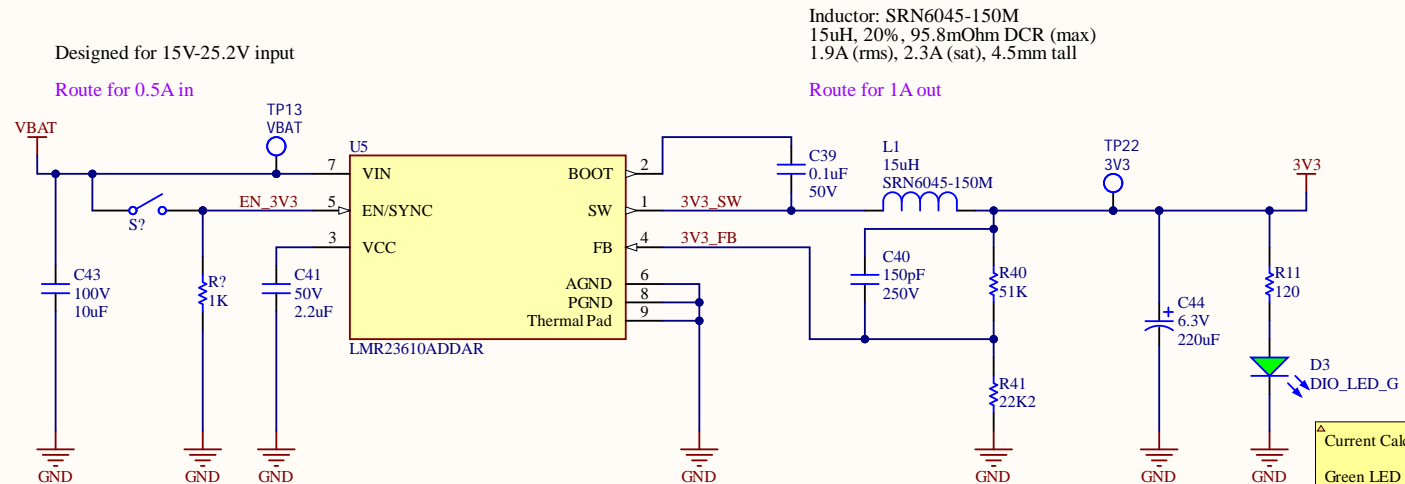 Inductor: SRN6045-150M
15uH, 20%, 95.8mOhm DCR (max)
1.9A (rms), 2.3A (sat), 4.5mm tall
Designed for 15V-25.2V input
Route for 0.5A in
Route for 1A out
VBAT
TP13
VBAT
U5
7
VIN
BOOT
2
C39
0.1uF
50V
L1
15uH
SRN6045-150M
TP22
3V3
3V3
S?
EN_3V3
5
EN/SYNC
SW
1
3V3_SW
3
VCC
FB
4
3V3_FB
C43
100V
10uF
R?
1K
C41
50V
2.2uF
AGND
6
PGND
8
Thermal Pad
9
LMR23610ADDAR
C40
150pF
250V
R40
51K
R41
22K2
C44
6.3V
220uF
R11
120
D3
DIO_LED_G
GND
GND
GND
GND
GND
GND
GND
Current Calc
Green LED